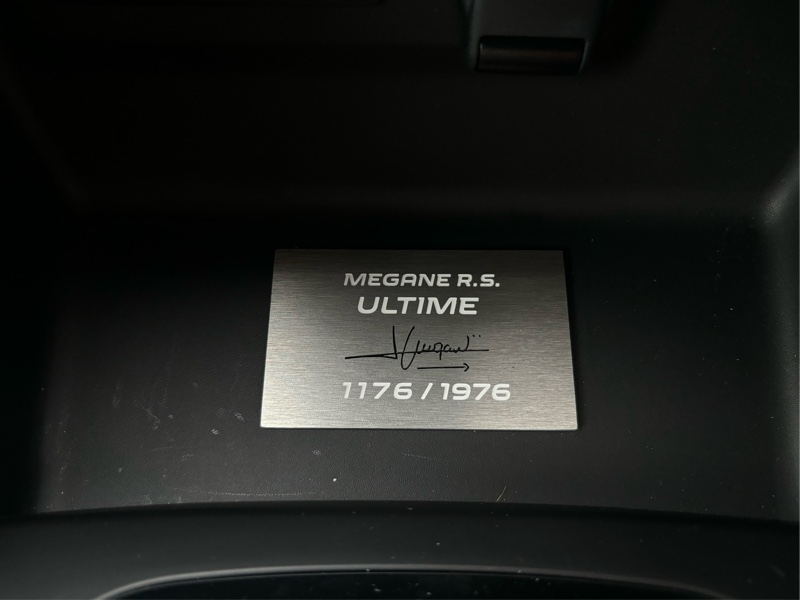 MEGANE R.S.
ULTIME
1176 / 1976